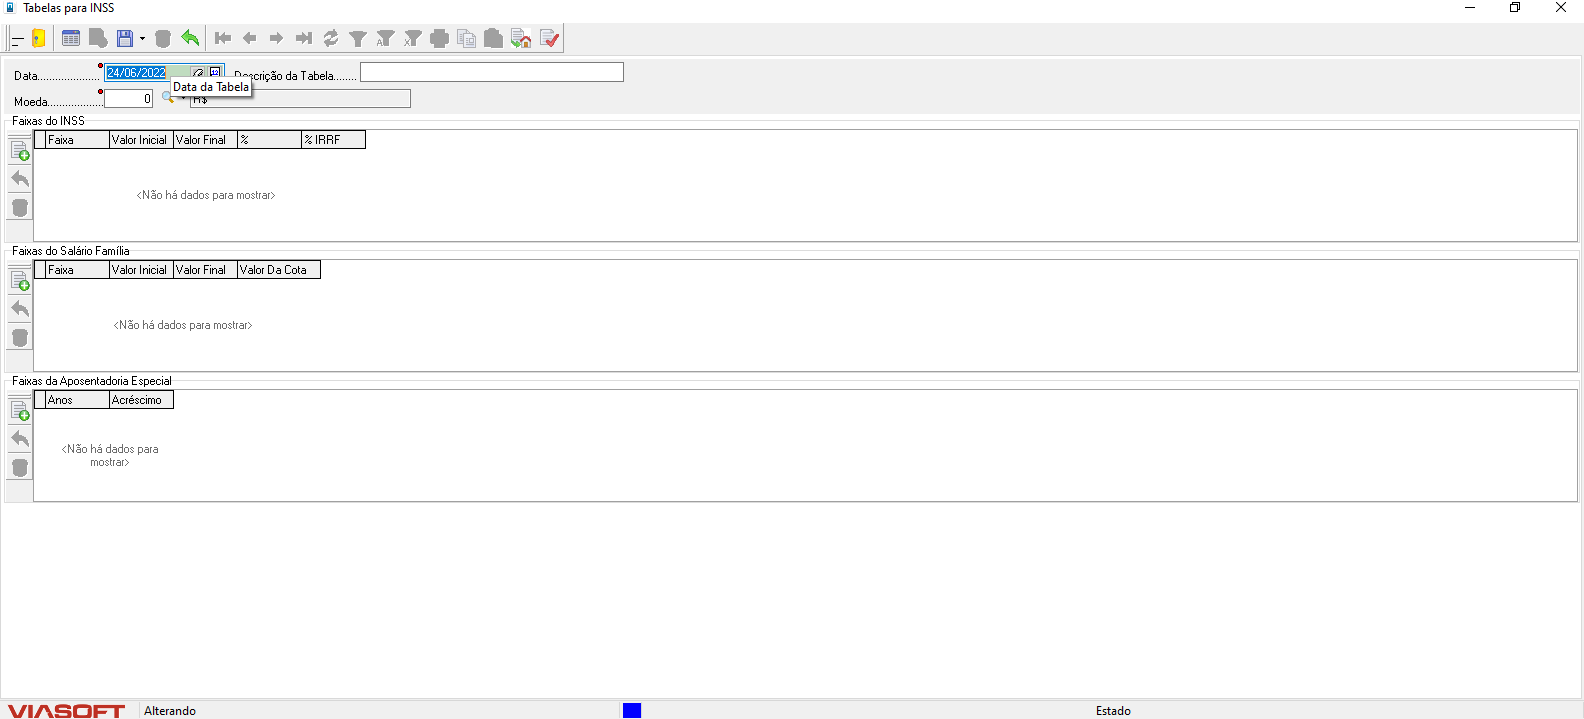 Tabelas para INSS
Data..................... 24/06/2022 Descrição da Tabela........
Data da Tabela
Moeda.................. 0 R$
Faixas do INSS
Faixa Valor Inicial Valor Final % % IRRF
<Não há dados para mostrar>
Faixas do Salário Família
Faixa Valor Inicial Valor Final Valor Da Cota
<Não há dados para mostrar>
Faixas da Aposentadoria Especial
Anos Acréscimo
<Não há dados para
mostrar>
VIASOFT Alterando Estado